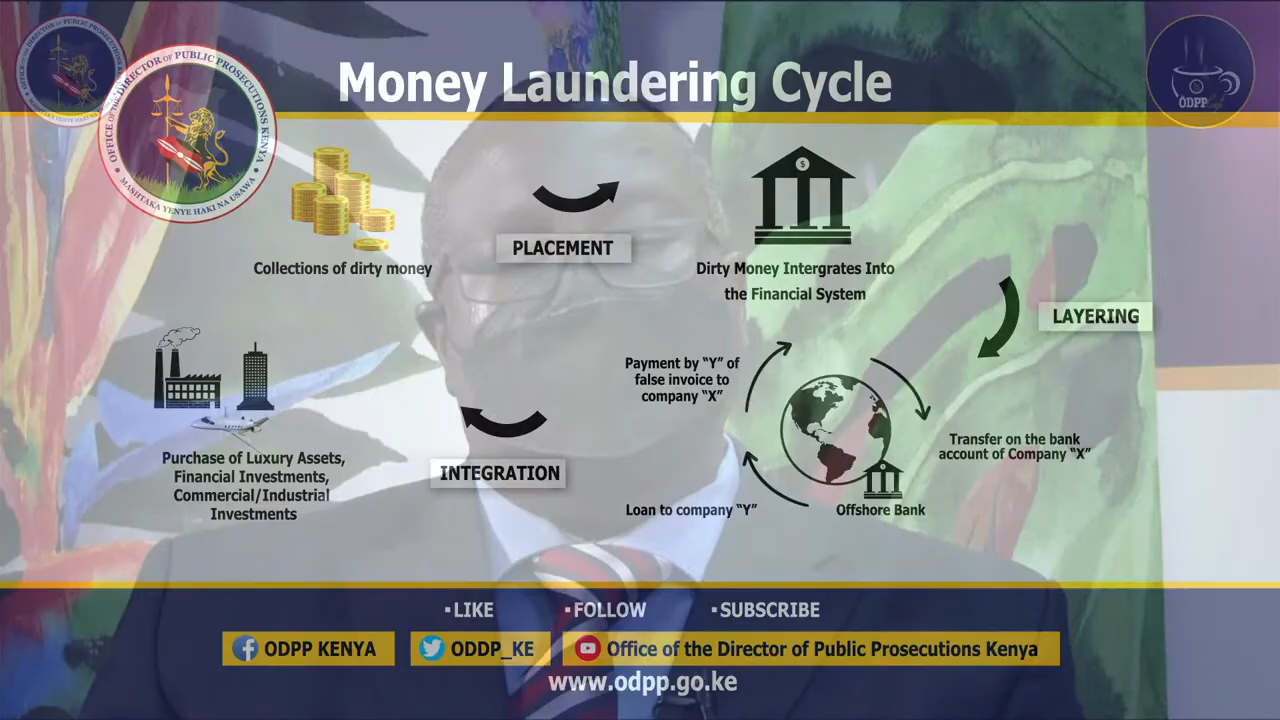 Money Laundering Cycle
OFFICE OF THE DIRECTOR OF PUBLIC PROSECUTIONS KENYA
MASHTAKA YENYE HAKI NA USAWA
ODPP
Collections of dirty money
PLACEMENT
Dirty Money Intergrates Into
the Financial System
LAYERING
Transfer on the bank
account of Company “X”
Offshore Bank
Loan to company “Y”
Payment by “Y” of
false invoice to
company “X”
INTEGRATION
Purchase of Luxury Assets,
Financial Investments,
Commercial/Industrial
Investments
▪LIKE ▪FOLLOW ▪SUBSCRIBE
ODPP KENYA ODDP_KE Office of the Director of Public Prosecutions Kenya
www.odpp.go.ke